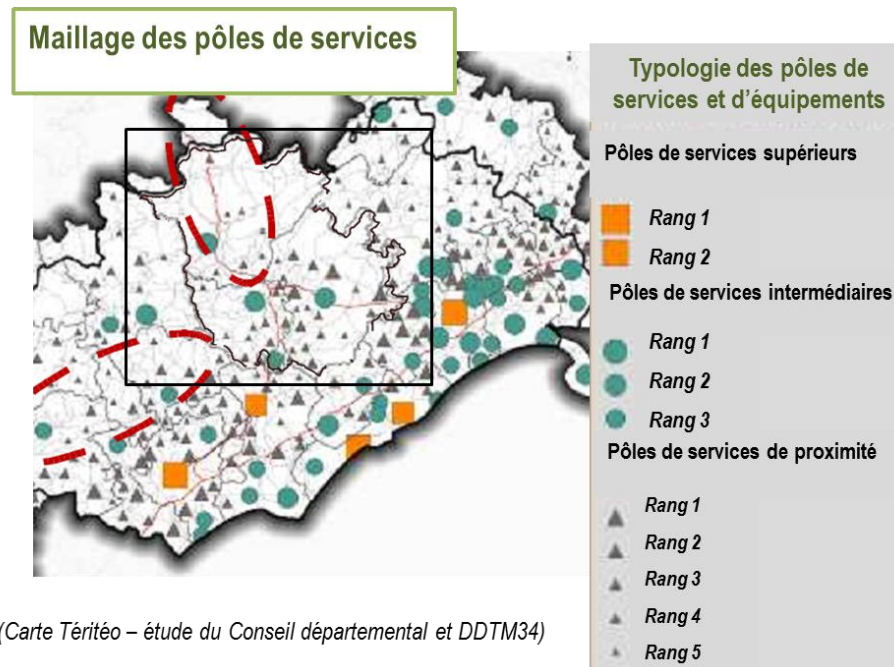 Maillage des pôles de services
Typologie des pôles de
services et d'équipements
Pôles de services supérieurs
Rang 1
Rang 2
Pôles de services intermédiaires
Rang 1
Rang 2
Rang 3
Pôles de services de proximité
Rang 1
Rang 2
Rang 3
Rang 4
Rang 5
(Carte Téritéo – étude du Conseil départemental et DDTM34)